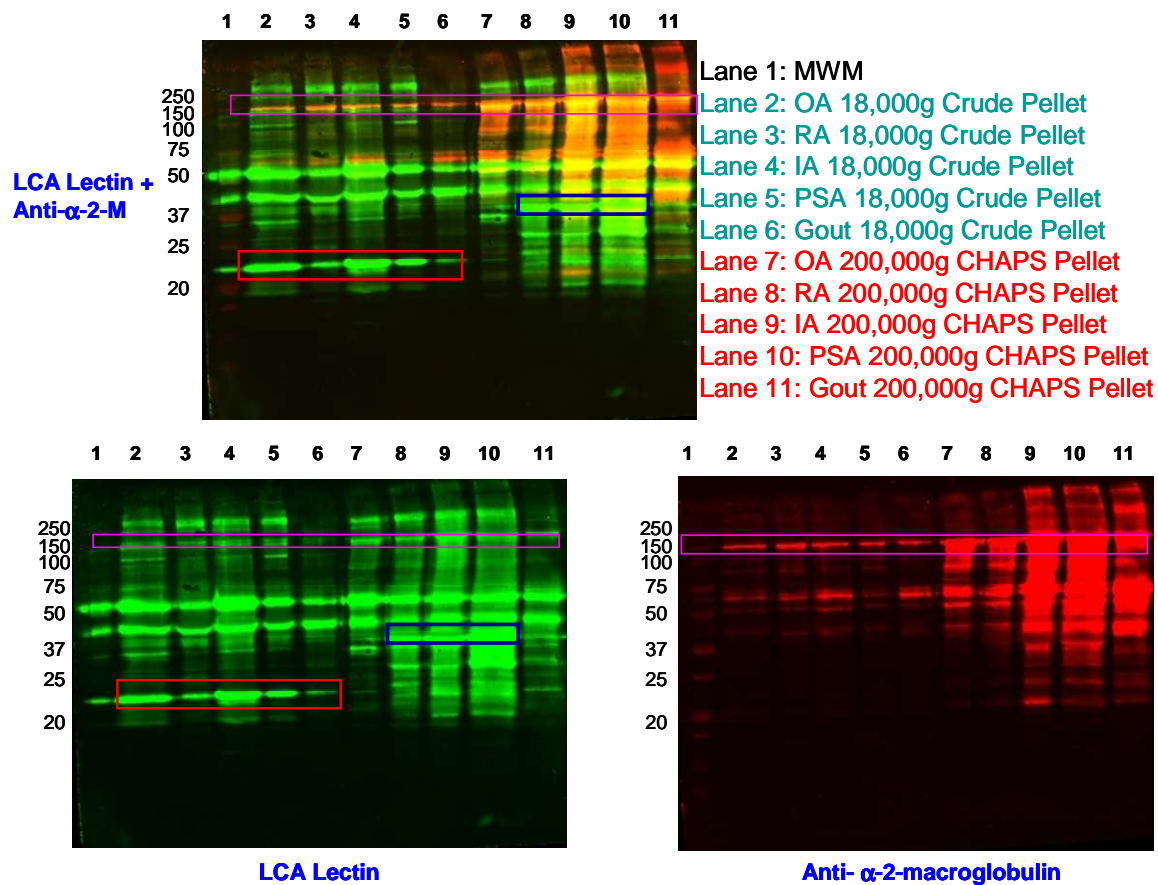 1 2 3 4 5 6 7 8 9 10 11
250
150
100
75
50
37
25
20
LCA Lectin +
Anti-α-2-M
Lane 1: MWM
Lane 2: OA 18,000g Crude Pellet
Lane 3: RA 18,000g Crude Pellet
Lane 4: IA 18,000g Crude Pellet
Lane 5: PSA 18,000g Crude Pellet
Lane 6: Gout 18,000g Crude Pellet
Lane 7: OA 200,000g CHAPS Pellet
Lane 8: RA 200,000g CHAPS Pellet
Lane 9: IA 200,000g CHAPS Pellet
Lane 10: PSA 200,000g CHAPS Pellet
Lane 11: Gout 200,000g CHAPS Pellet
1 2 3 4 5 6 7 8 9 10 11
250
150
100
75
50
37
25
20
LCA Lectin
1 2 3 4 5 6 7 8 9 10 11
250
150
100
75
50
37
25
20
Anti- α-2-macroglobulin